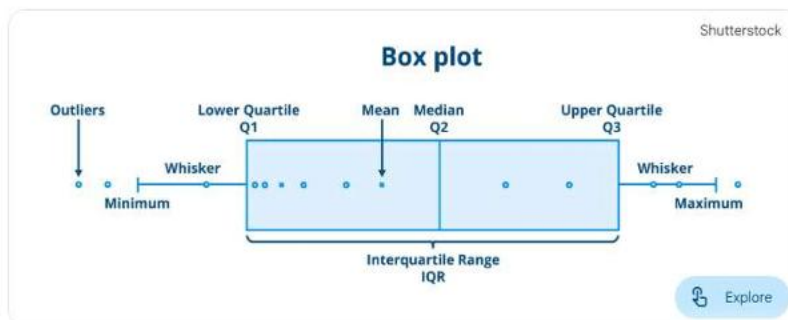 Shutterstock
Box plot
Outliers
Lower Quartile
Q1
Mean
Median
Q2
Upper Quartile
Q3
Whisker
Whisker
Minimum
Maximum
Interquartile Range
IQR
Explore